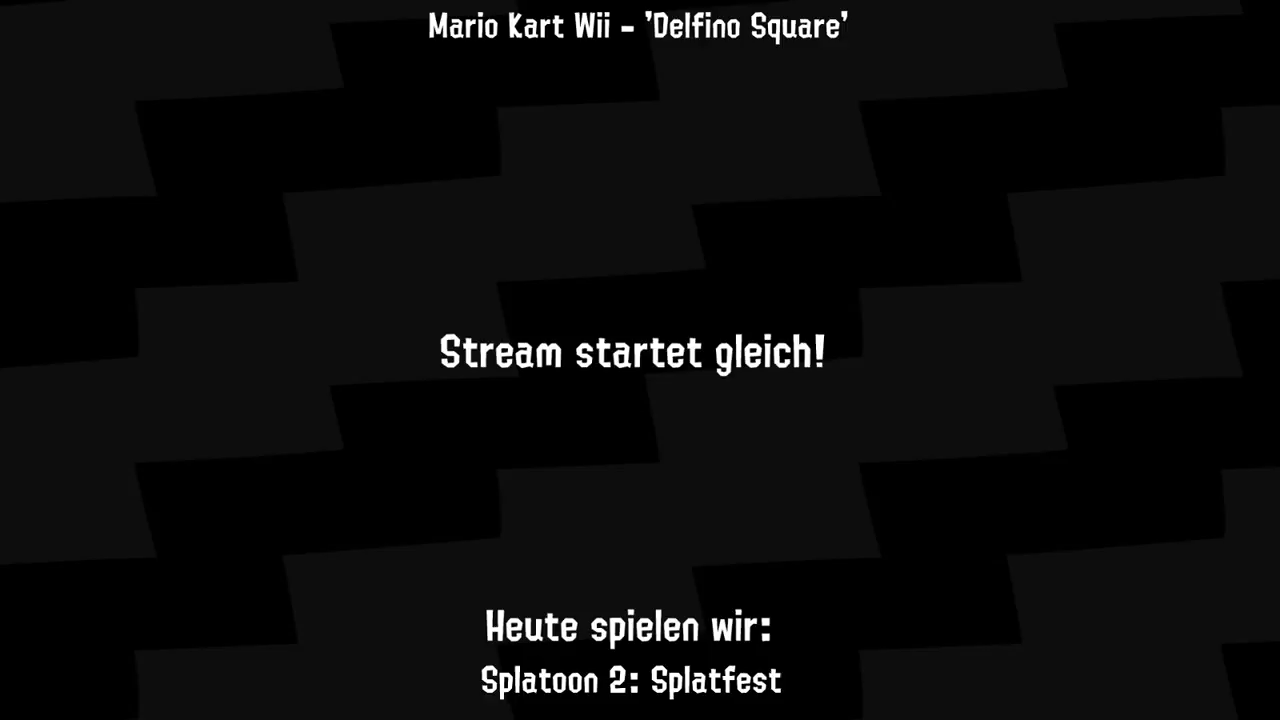 Mario Kart Wii - 'Delfino Square'
Stream startet gleich!
Heute spielen wir:
Splatoon 2: Splatfest